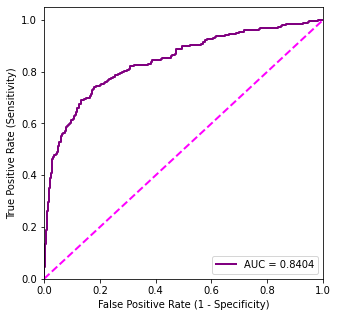 True Positive Rate (Sensitivity)
1.0
0.8
0.6
0.4
0.2
0.0
AUC = 0.8404
0.0 0.2 0.4 0.6 0.8 1.0
False Positive Rate (1 - Specificity)